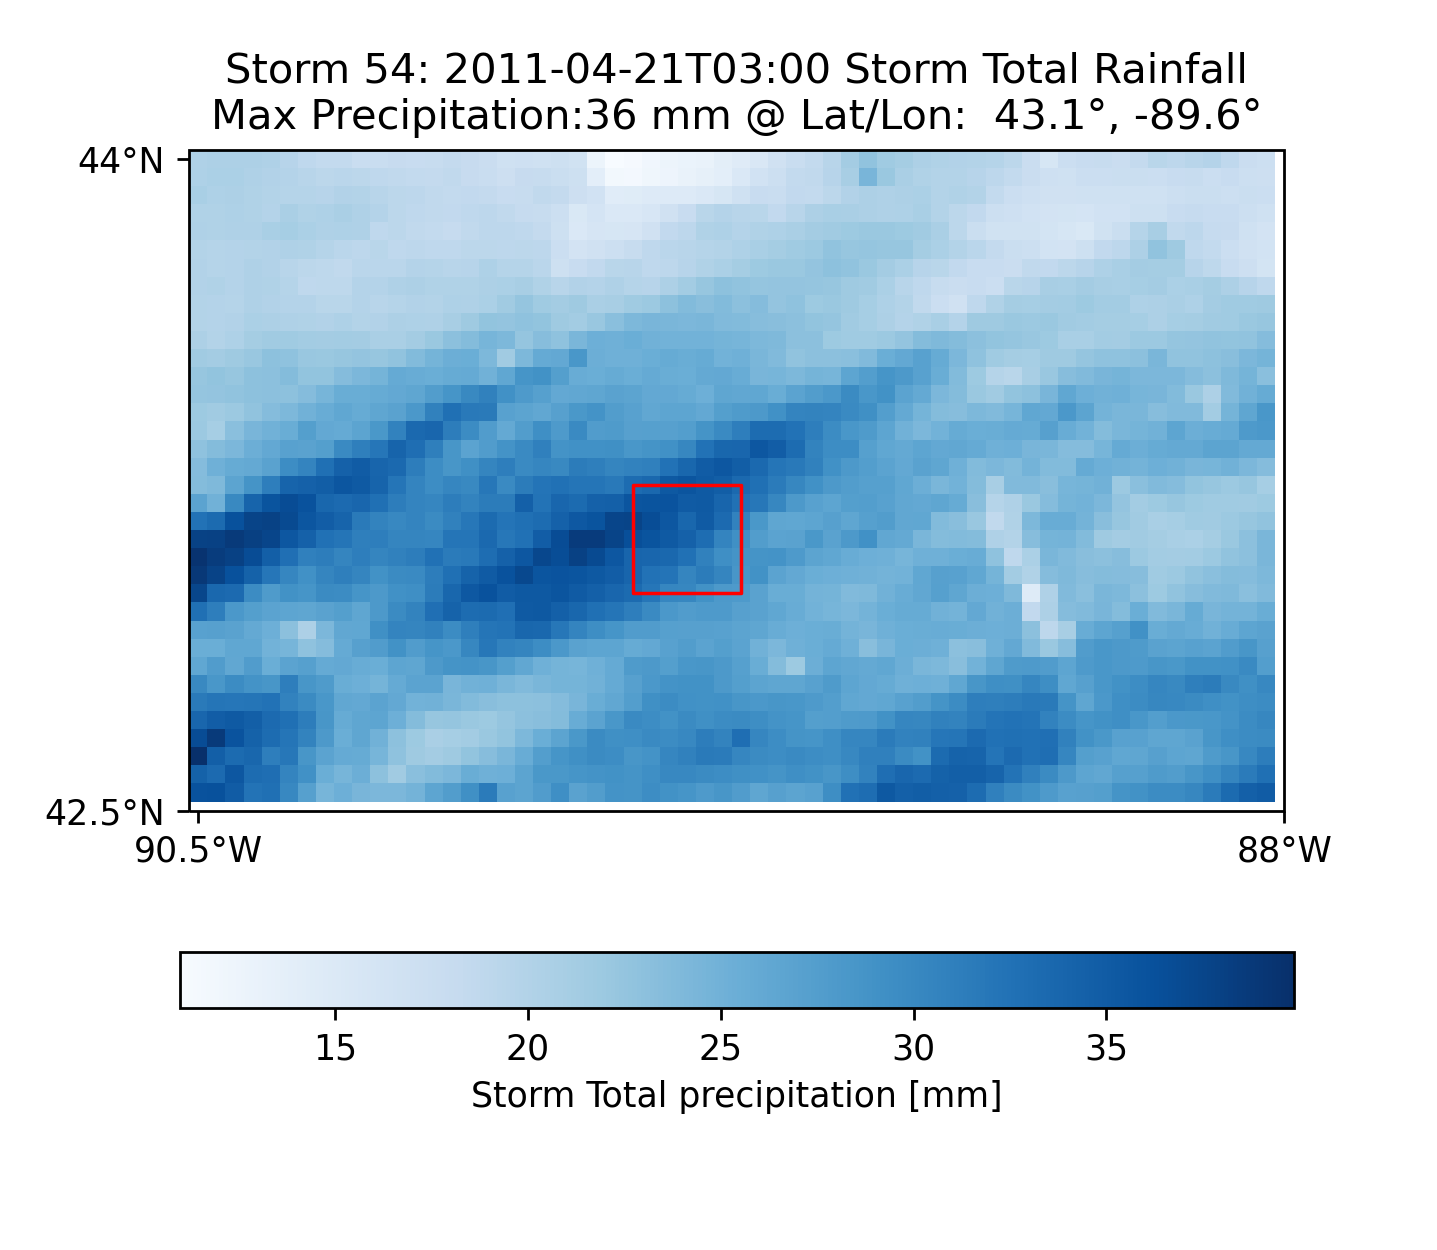 Storm 54: 2011-04-21T03:00 Storm Total Rainfall
Max Precipitation:36 mm @ Lat/Lon:  43.1°, -89.6°
44°N
42.5°N
90.5°W 88°W
15 20 25 30 35
Storm Total precipitation [mm]